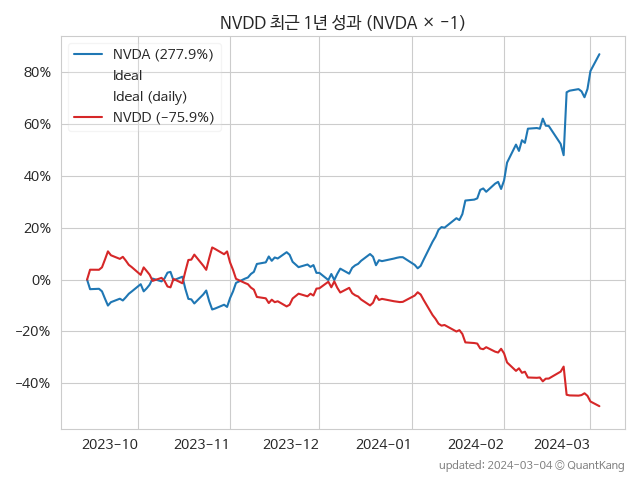 NVDD 최근 1년 성과 (NVDA × -1)
NVDA (277.9%)
Ideal
Ideal (daily)
NVDD (-75.9%)
80%
60%
40%
20%
0%
-20%
-40%
2023-10
2023-11
2023-12
2024-01
2024-02
2024-03
updated: 2024-03-04 © QuantKang